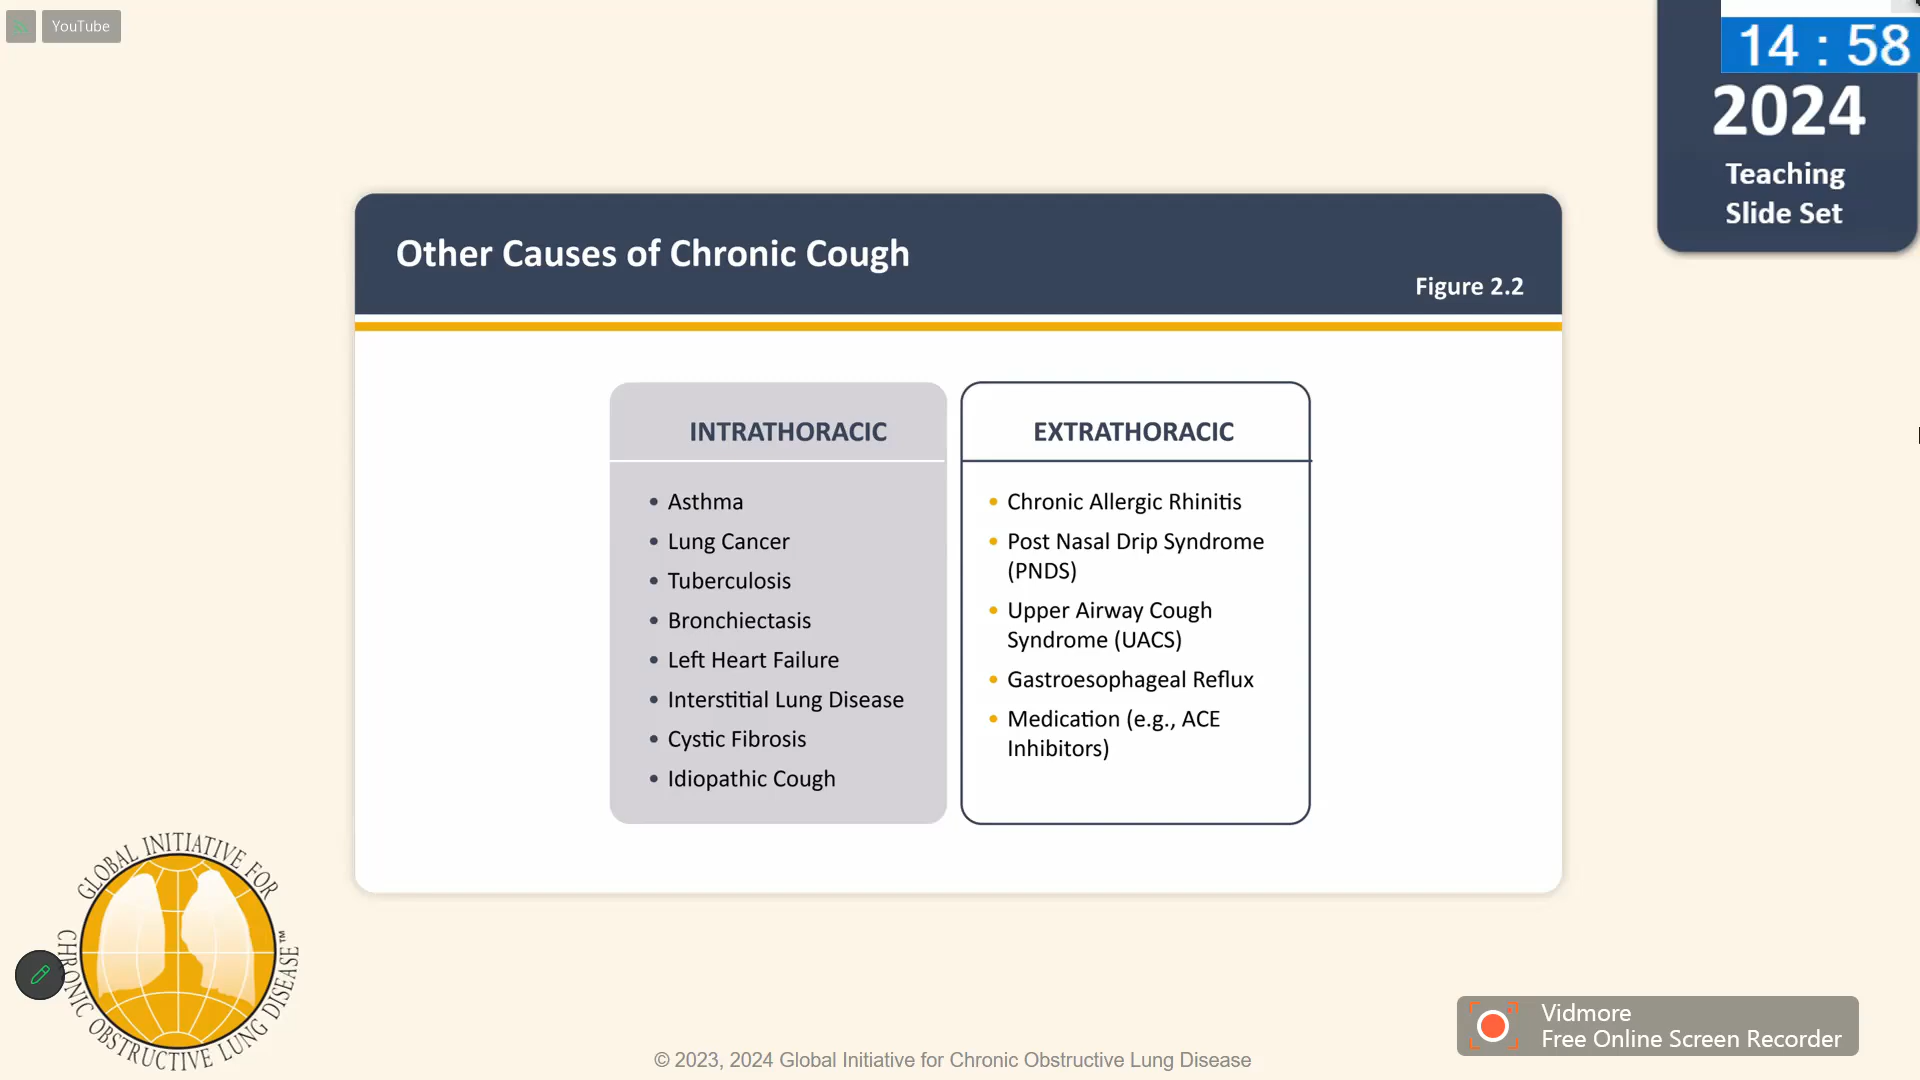 YouTube
14 : 58
2024
Teaching
Slide Set
Other Causes of Chronic Cough
Figure 2.2
INTRATHORACIC
• Asthma
• Lung Cancer
• Tuberculosis
• Bronchiectasis
• Left Heart Failure
• Interstitial Lung Disease
• Cystic Fibrosis
• Idiopathic Cough
EXTRATHORACIC
• Chronic Allergic Rhinitis
• Post Nasal Drip Syndrome
(PNDS)
• Upper Airway Cough
Syndrome (UACS)
• Gastroesophageal Reflux
• Medication (e.g., ACE
Inhibitors)
GLOBAL INITIATIVE FOR
CHRONIC OBSTRUCTIVE LUNG DISEASE™
Vidmore
Free Online Screen Recorder
© 2023, 2024 Global Initiative for Chronic Obstructive Lung Disease